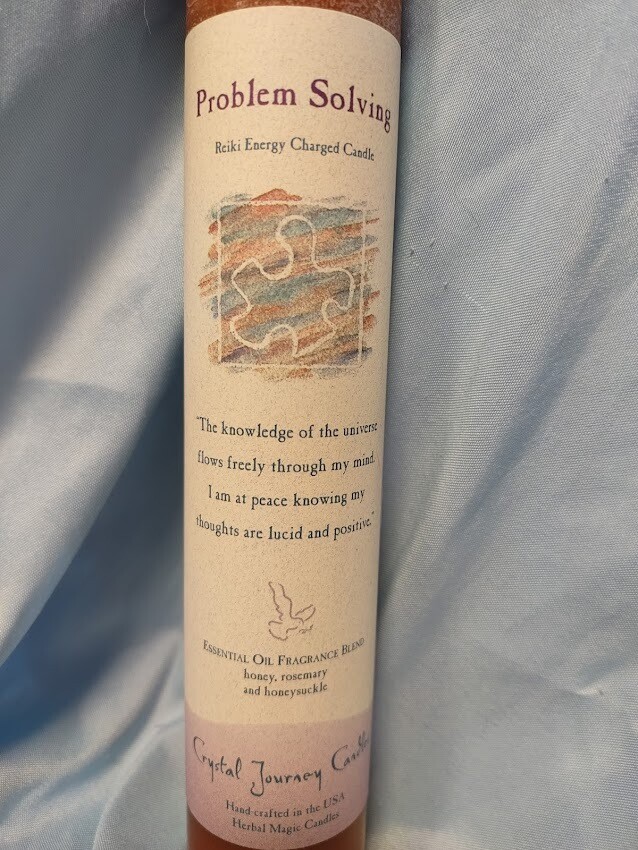 Problem Solving
Reiki Energy Charged Candle
"The knowledge of the universe
flows freely through my mind.
I am at peace knowing my
thoughts are lucid and positive."
Essential Oil Fragrance Blend
honey, rosemary
and honeysuckle
Crystal Journey Candles
Hand-crafted in the USA
Herbal Magic Candles